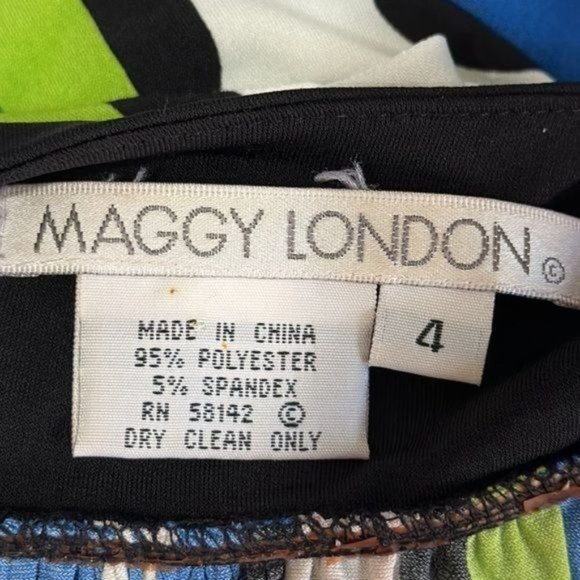 MAGGY LONDON ©
MADE IN CHINA
95% POLYESTER
5% SPANDEX
RN 58142 ©
DRY CLEAN ONLY
4